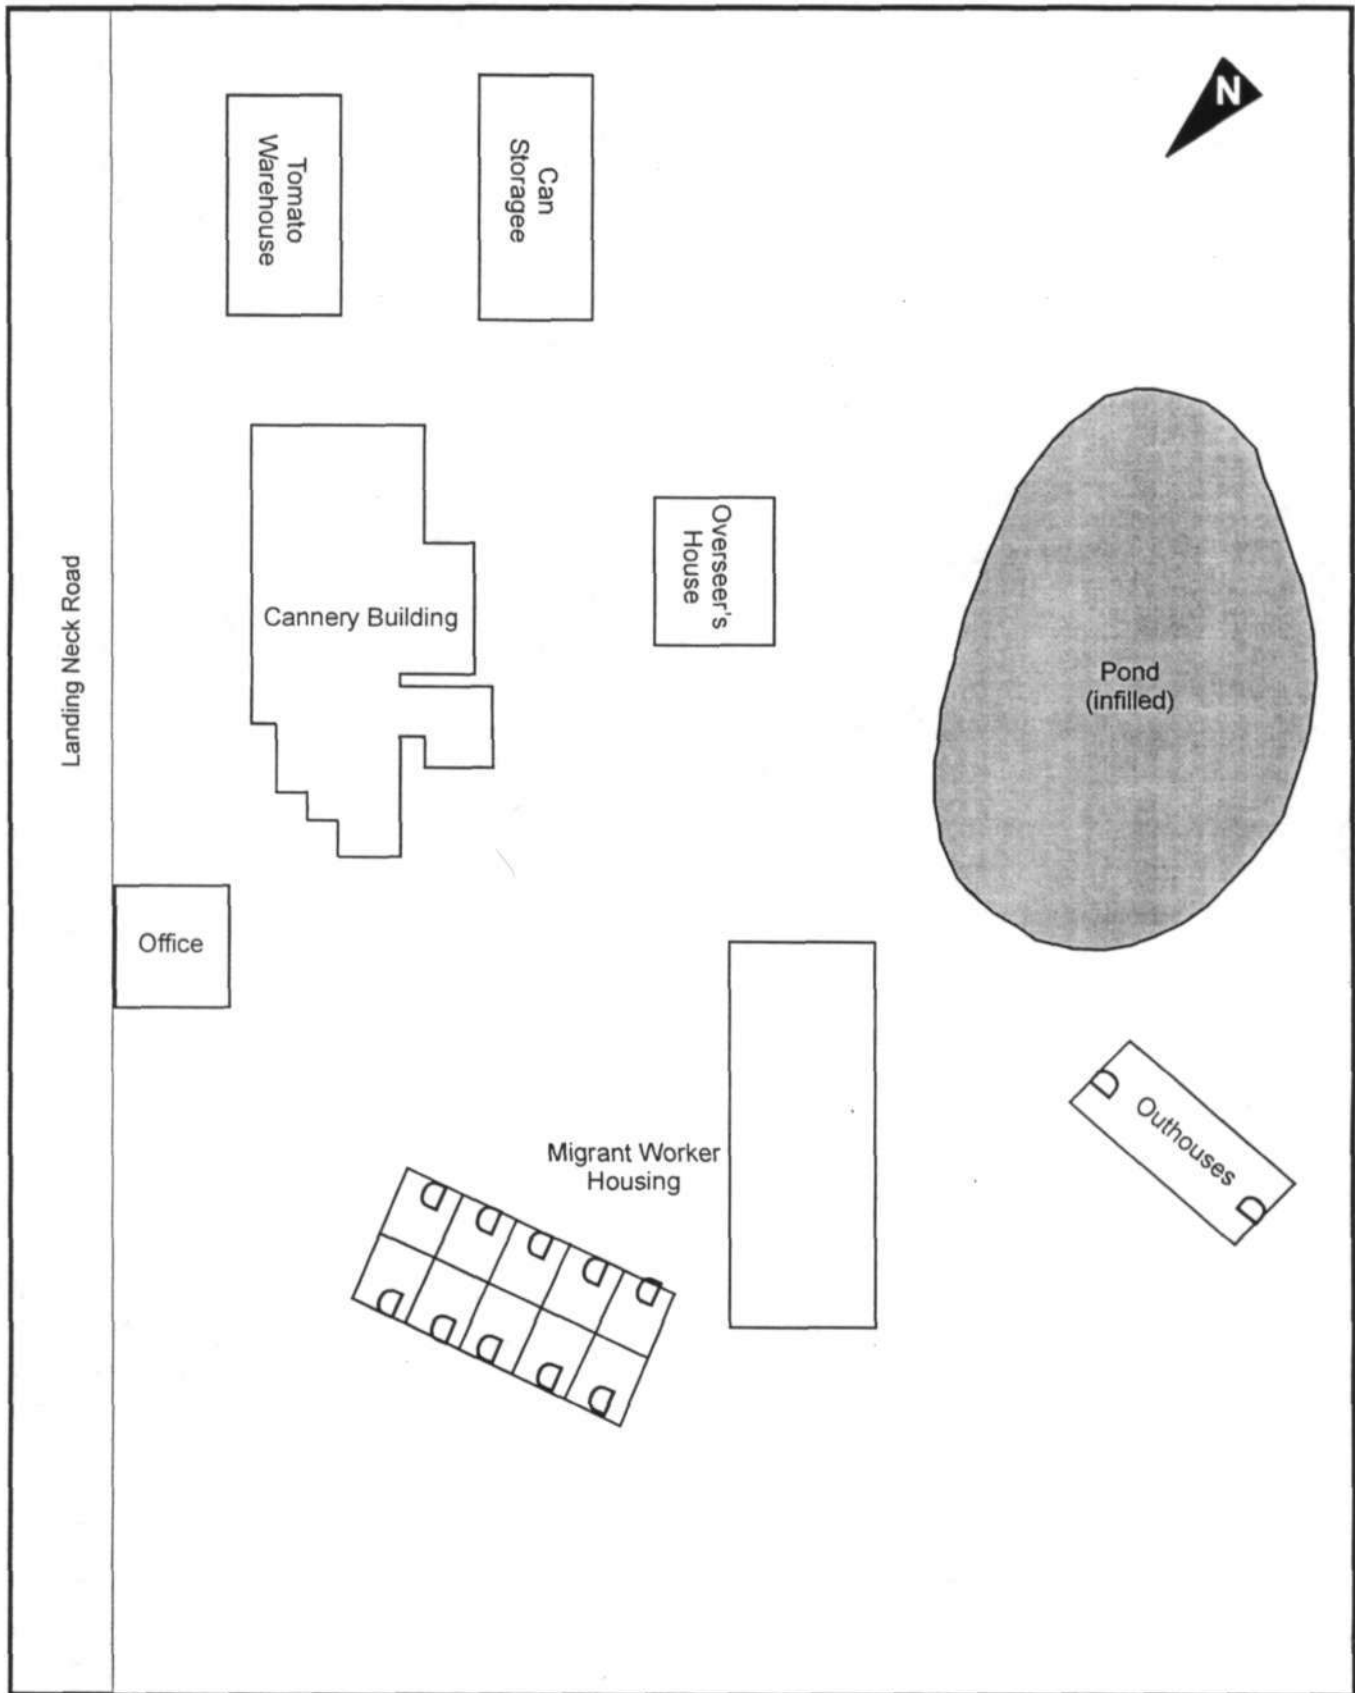 N
Tomato
Warehouse
Can
Storagee
Landing Neck Road
Cannery Building
Overseer's
House
Pond
(infilled)
Office
Migrant Worker
Housing
Outhouses
D
D
D
D
D
D
D
D
D
D
D
D